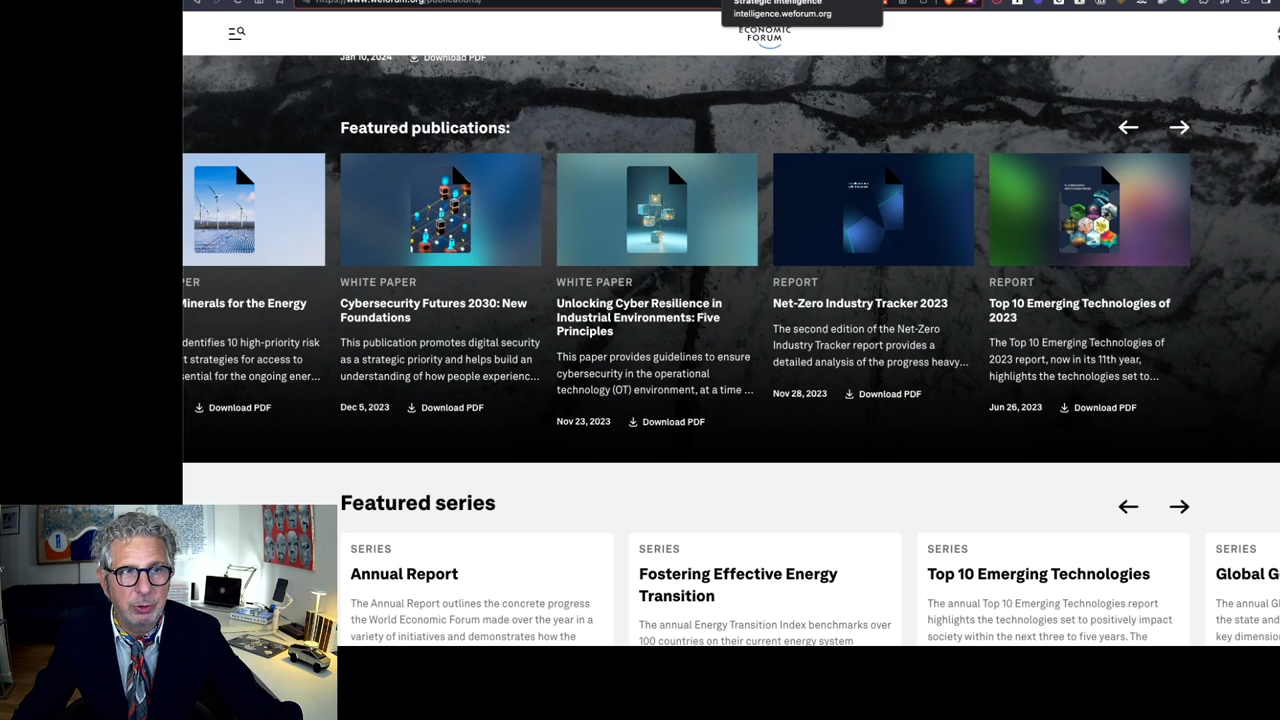 https://www.weforum.org/publications/
Strategic Intelligence
intelligence.weforum.org
ECONOMIC
FORUM
Jan 10, 2024 Download PDF
Featured publications:
Minerals for the Energy
identifies 10 high-priority risk
t strategies for access to
ential for the ongoing ener...
Download PDF
WHITE PAPER
Cybersecurity Futures 2030: New
Foundations
This publication promotes digital security
as a strategic priority and helps build an
understanding of how people experienc...
Dec 5, 2023 Download PDF
WHITE PAPER
Unlocking Cyber Resilience in
Industrial Environments: Five
Principles
This paper provides guidelines to ensure
cybersecurity in the operational
technology (OT) environment, at a time ...
Nov 23, 2023 Download PDF
REPORT
Net-Zero Industry Tracker 2023
The second edition of the Net-Zero
Industry Tracker report provides a
detailed analysis of the progress heavy...
Nov 28, 2023 Download PDF
REPORT
Top 10 Emerging Technologies of
2023
The Top 10 Emerging Technologies of
2023 report, now in its 11th year,
highlights the technologies set to...
Jun 26, 2023 Download PDF
Featured series
SERIES
Annual Report
The Annual Report outlines the concrete progress
the World Economic Forum made over the year in a
variety of initiatives and demonstrates how the
SERIES
Fostering Effective Energy
Transition
The annual Energy Transition Index benchmarks over
100 countries on their current energy system
SERIES
Top 10 Emerging Technologies
The annual Top 10 Emerging Technologies report
highlights the technologies set to positively impact
society within the next three to five years. The
SERIES
Global G
The annual Gl
the state and
key dimension